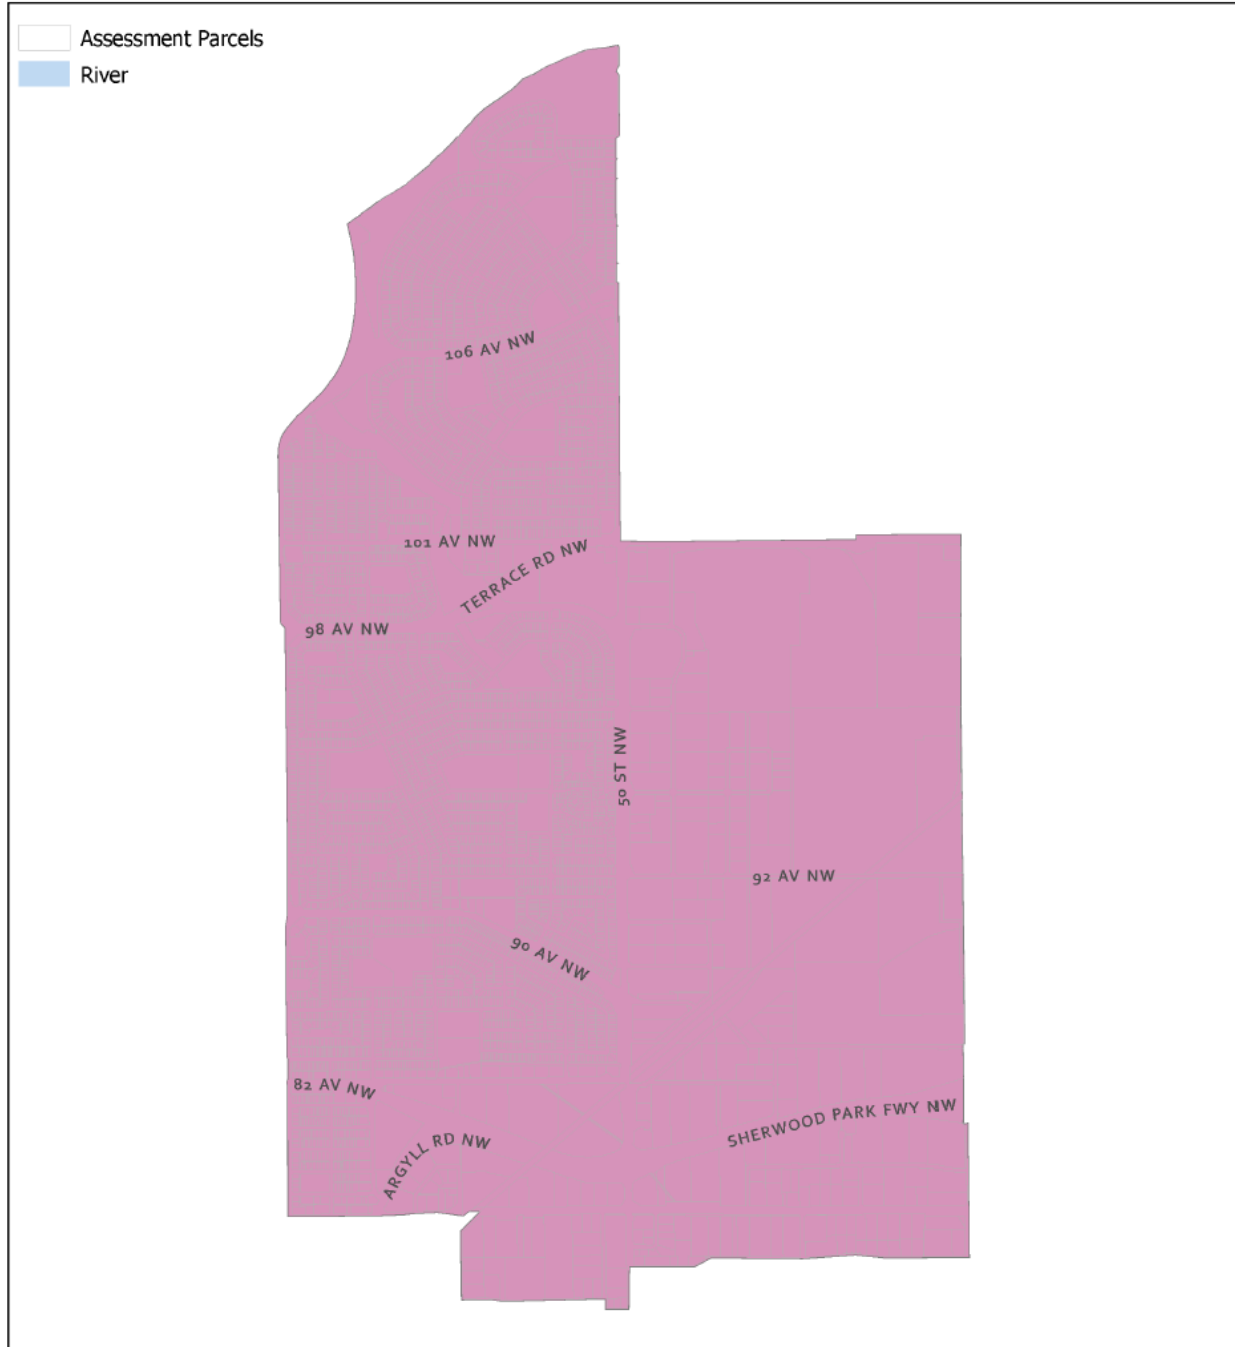 Assessment Parcels
River
106 AV NW
101 AV NW
TERRACE RD NW
98 AV NW
50 ST NW
92 AV NW
90 AV NW
82 AV NW
SHERWOOD PARK FWY NW
ARGYLL RD NW